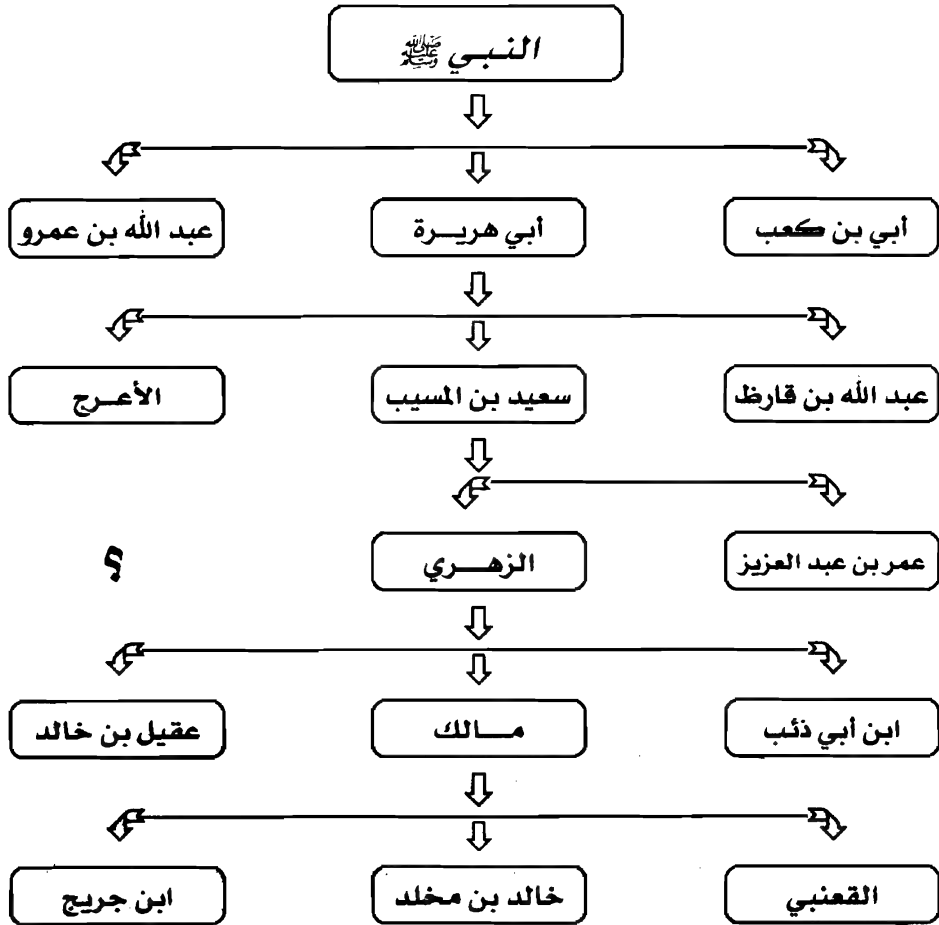 النبي ﷺ
أبي بن كعب
أبي هريرة
عبد الله بن عمرو
عبد الله بن قارظ
سعيد بن المسيب
الأعرج
عمر بن عبد العزيز
الزهري
ابن أبي ذئب
مالك
عقيل بن خالد
القعنبي
خالد بن مخلد
ابن جريج